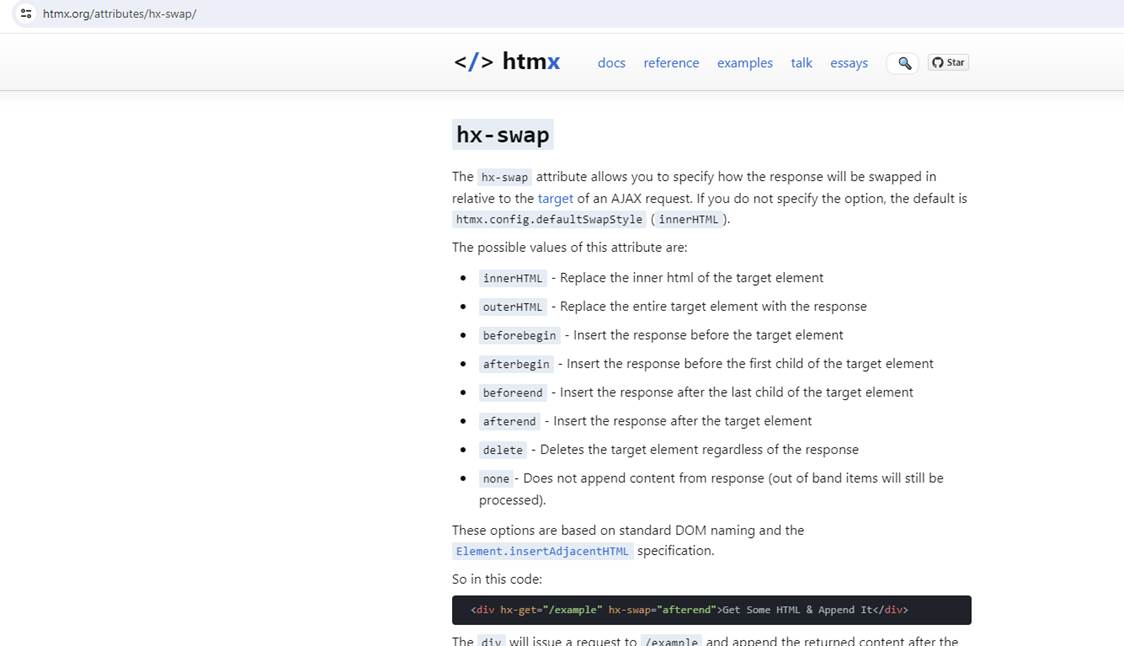 htmx.org/attributes/hx-swap/
</> htmx docs reference examples talk essays Star
hx-swap
The hx-swap attribute allows you to specify how the response will be swapped in
relative to the target of an AJAX request. If you do not specify the option, the default is
htmx.config.defaultSwapStyle ( innerHTML ).
The possible values of this attribute are:
• innerHTML - Replace the inner html of the target element
• outerHTML - Replace the entire target element with the response
• beforebegin - Insert the response before the target element
• afterbegin - Insert the response before the first child of the target element
• beforeend - Insert the response after the last child of the target element
• afterend - Insert the response after the target element
• delete - Deletes the target element regardless of the response
• none - Does not append content from response (out of band items will still be
processed).
These options are based on standard DOM naming and the
Element.insertAdjacentHTML specification.
So in this code:
<div hx-get="/example" hx-swap="afterend">Get Some HTML & Append It</div>
The div will issue a request to /example and append the returned content after the